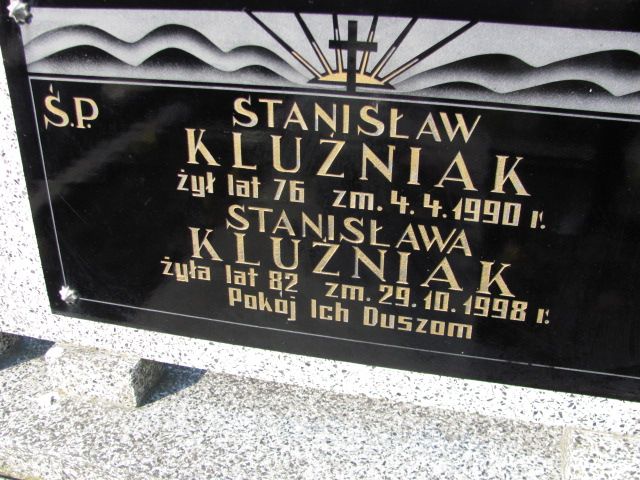 Ś.P.
STANISŁAW
KLUŹNIAK
żył lat 76 zm. 4.4.1990 r.
STANISŁAWA
KLUŹNIAK
żyła lat 82 zm. 29.10.1998 r.
Pokój Ich Duszom